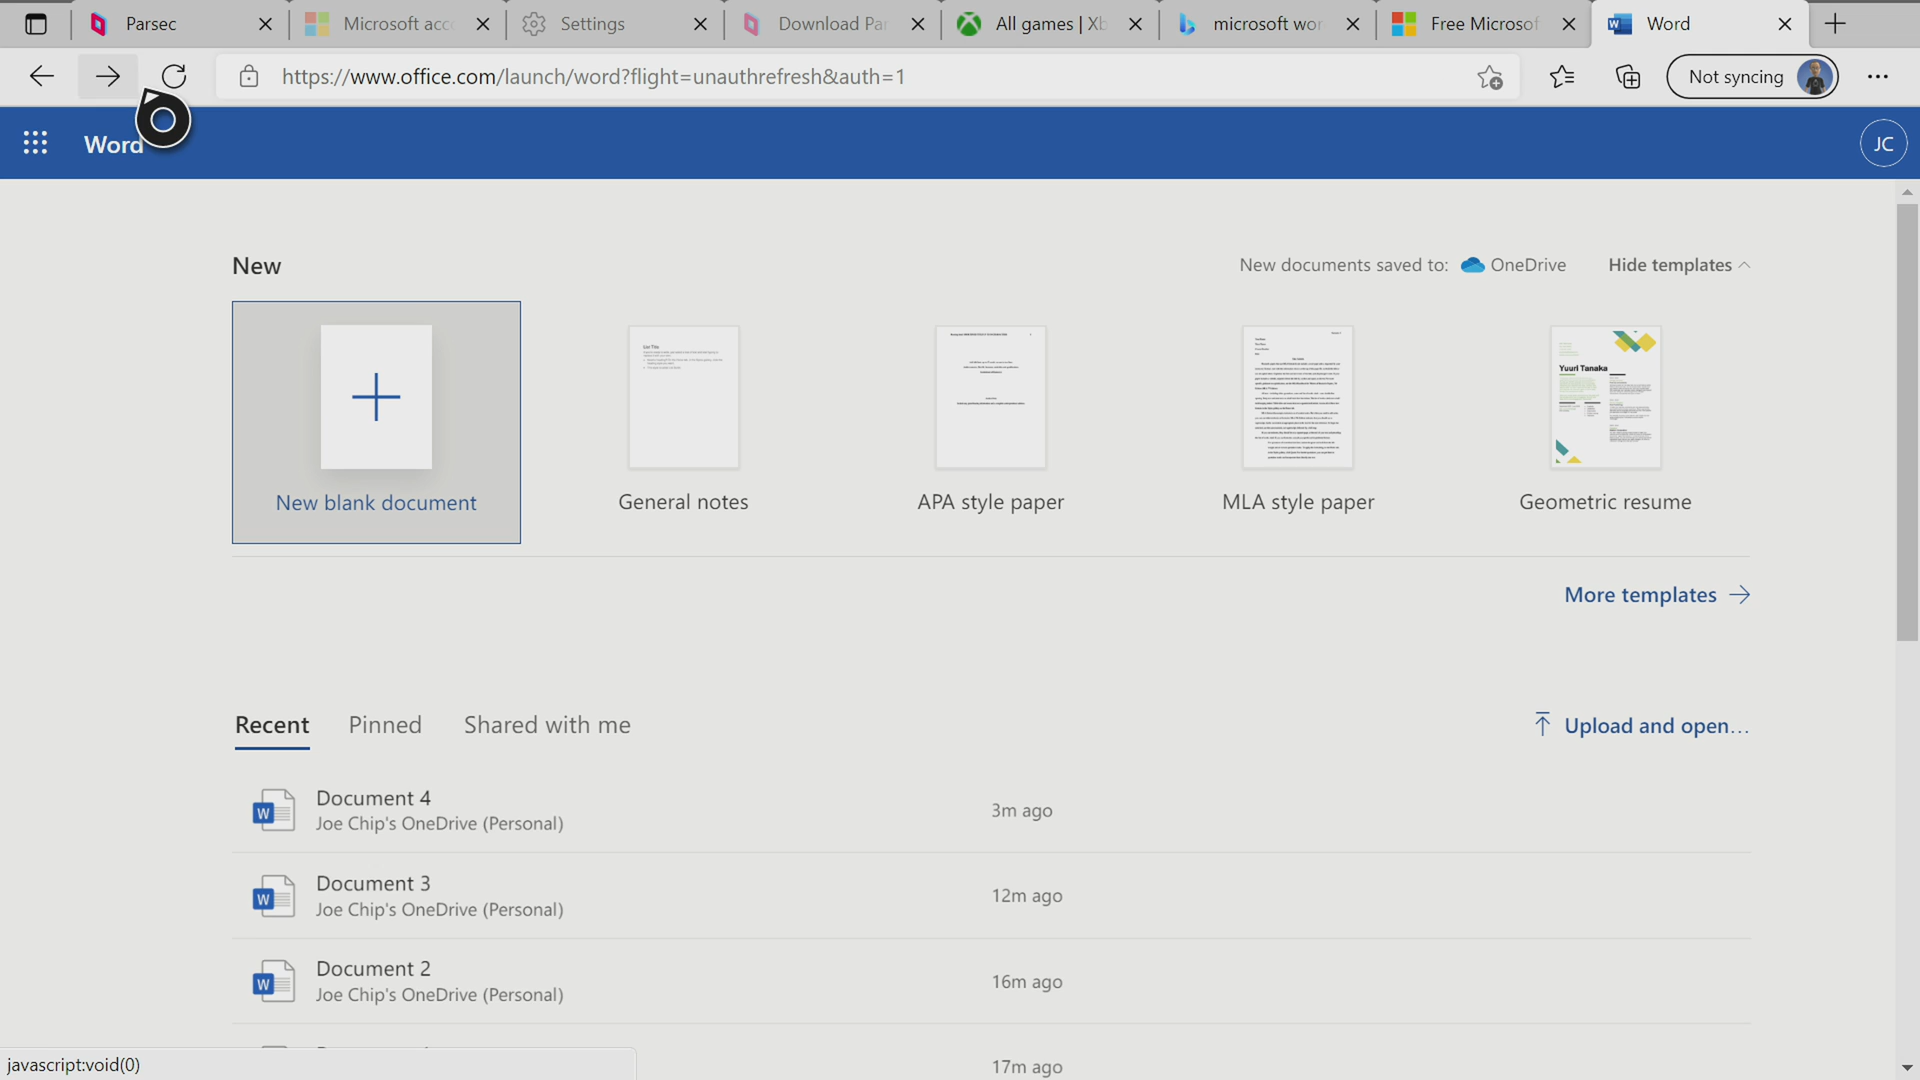 Parsec
Microsoft acc
Settings
Download Par
All games | Xb
microsoft wor
Free Microsof
Word
https://www.office.com/launch/word?flight=unauthrefresh&auth=1
Not syncing
Word
JC
New
New documents saved to: OneDrive
Hide templates
Yuuri Tanaka
New blank document
General notes
APA style paper
MLA style paper
Geometric resume
More templates
Recent
Pinned
Shared with me
Upload and open...
Document 4
Joe Chip's OneDrive (Personal)
3m ago
Document 3
Joe Chip's OneDrive (Personal)
12m ago
Document 2
Joe Chip's OneDrive (Personal)
16m ago
17m ago
javascript:void(0)